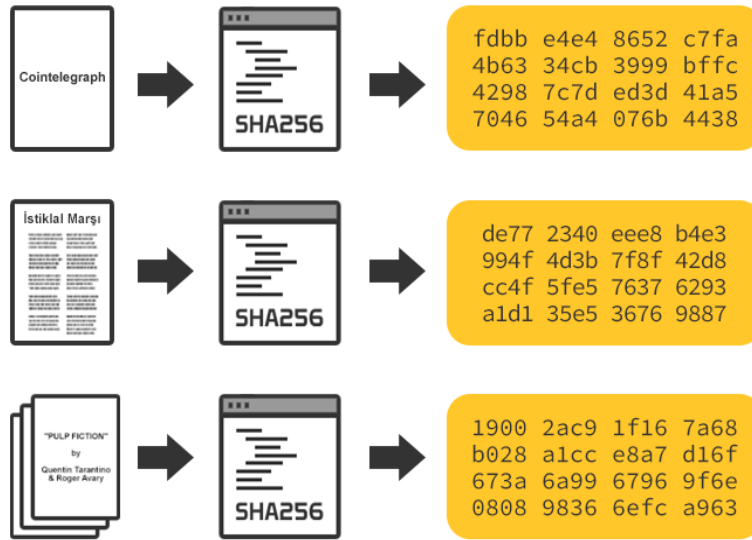 Cointelegraph
SHA256
fdbb e4e4 8652 c7fa
4b63 34cb 3999 bffc
4298 7c7d ed3d 41a5
7046 54a4 076b 4438
İstiklal Marşı
SHA256
de77 2340 eee8 b4e3
994f 4d3b 7f8f 42d8
cc4f 5fe5 7637 6293
a1d1 35e5 3676 9887
"PULP FICTION"
by
Quentin Tarantino
& Roger Avary
SHA256
1900 2ac9 1f16 7a68
b028 a1cc e8a7 d16f
673a 6a99 6796 9f6e
0808 9836 6efc a963